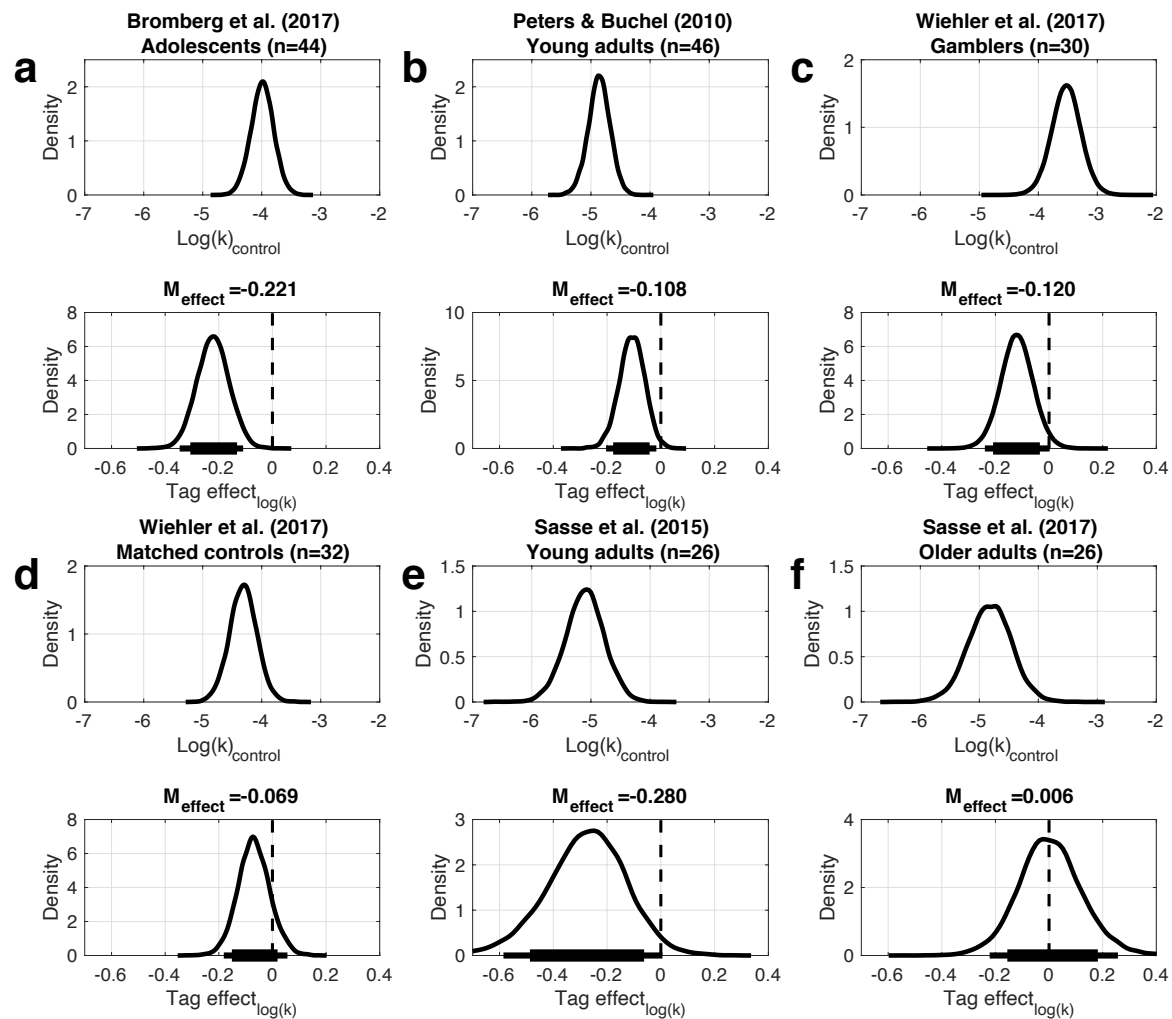 a
Bromberg et al. (2017)
Adolescents (n=44)
Density
2
1
0
-7 -6 -5 -4 -3 -2
Log(k)control
b
Peters & Buchel (2010)
Young adults (n=46)
Density
2
1
0
-7 -6 -5 -4 -3 -2
Log(k)control
c
Wiehler et al. (2017)
Gamblers (n=30)
Density
2
1
0
-7 -6 -5 -4 -3 -2
Log(k)control
Meffect=-0.221
Density
8
6
4
2
0
-0.6 -0.4 -0.2 0 0.2 0.4
Tag effectlog(k)
Meffect=-0.108
Density
10
5
0
-0.6 -0.4 -0.2 0 0.2 0.4
Tag effectlog(k)
Meffect=-0.120
Density
8
6
4
2
0
-0.6 -0.4 -0.2 0 0.2 0.4
Tag effectlog(k)
d
Wiehler et al. (2017)
Matched controls (n=32)
Density
2
1
0
-7 -6 -5 -4 -3 -2
Log(k)control
e
Sasse et al. (2015)
Young adults (n=26)
Density
1.5
1
0.5
0
-7 -6 -5 -4 -3 -2
Log(k)control
f
Sasse et al. (2017)
Older adults (n=26)
Density
1.5
1
0.5
0
-7 -6 -5 -4 -3 -2
Log(k)control
Meffect=-0.069
Density
8
6
4
2
0
-0.6 -0.4 -0.2 0 0.2 0.4
Tag effectlog(k)
Meffect=-0.280
Density
3
2
1
0
-0.6 -0.4 -0.2 0 0.2 0.4
Tag effectlog(k)
Meffect=0.006
Density
4
2
0
-0.6 -0.4 -0.2 0 0.2 0.4
Tag effectlog(k)